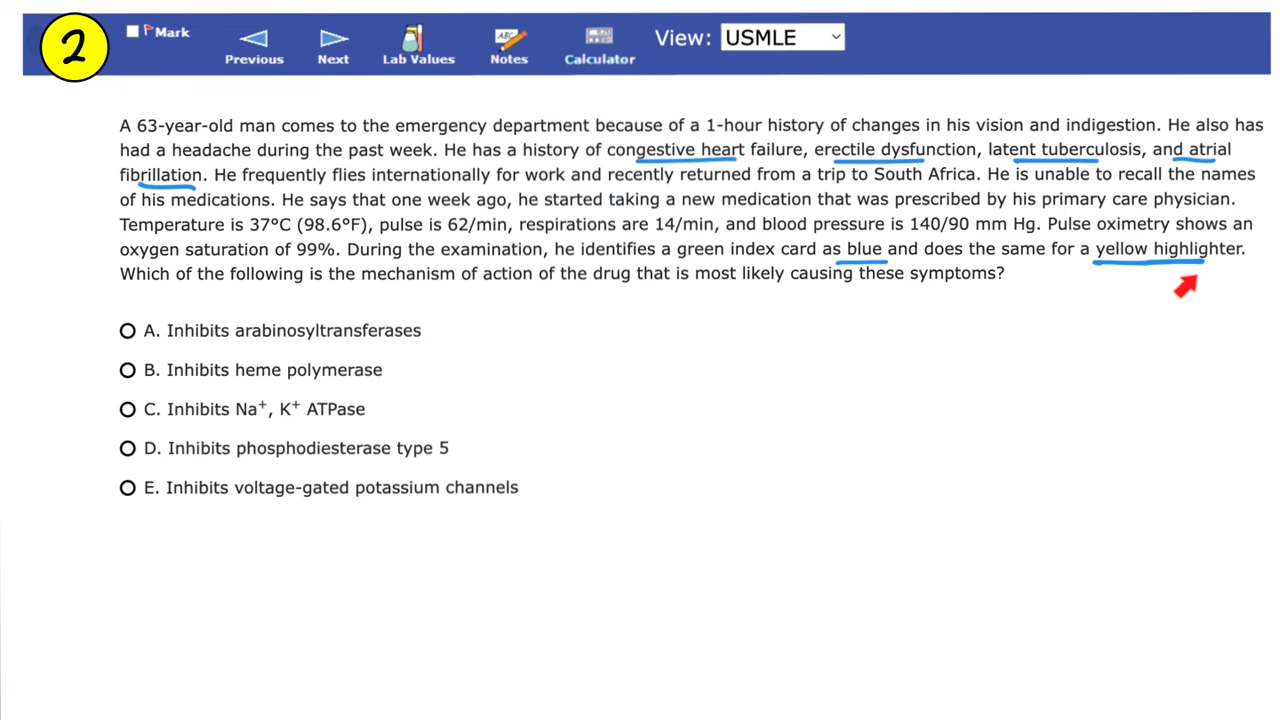 2
Mark
Previous
Next
Lab Values
ABC
Notes
Calculator
View: USMLE
A 63-year-old man comes to the emergency department because of a 1-hour history of changes in his vision and indigestion. He also has
had a headache during the past week. He has a history of congestive heart failure, erectile dysfunction, latent tuberculosis, and atrial
fibrillation. He frequently flies internationally for work and recently returned from a trip to South Africa. He is unable to recall the names
of his medications. He says that one week ago, he started taking a new medication that was prescribed by his primary care physician.
Temperature is 37°C (98.6°F), pulse is 62/min, respirations are 14/min, and blood pressure is 140/90 mm Hg. Pulse oximetry shows an
oxygen saturation of 99%. During the examination, he identifies a green index card as blue and does the same for a yellow highlighter.
Which of the following is the mechanism of action of the drug that is most likely causing these symptoms?
A. Inhibits arabinosyltransferases
B. Inhibits heme polymerase
C. Inhibits Na⁺, K⁺ ATPase
D. Inhibits phosphodiesterase type 5
E. Inhibits voltage-gated potassium channels